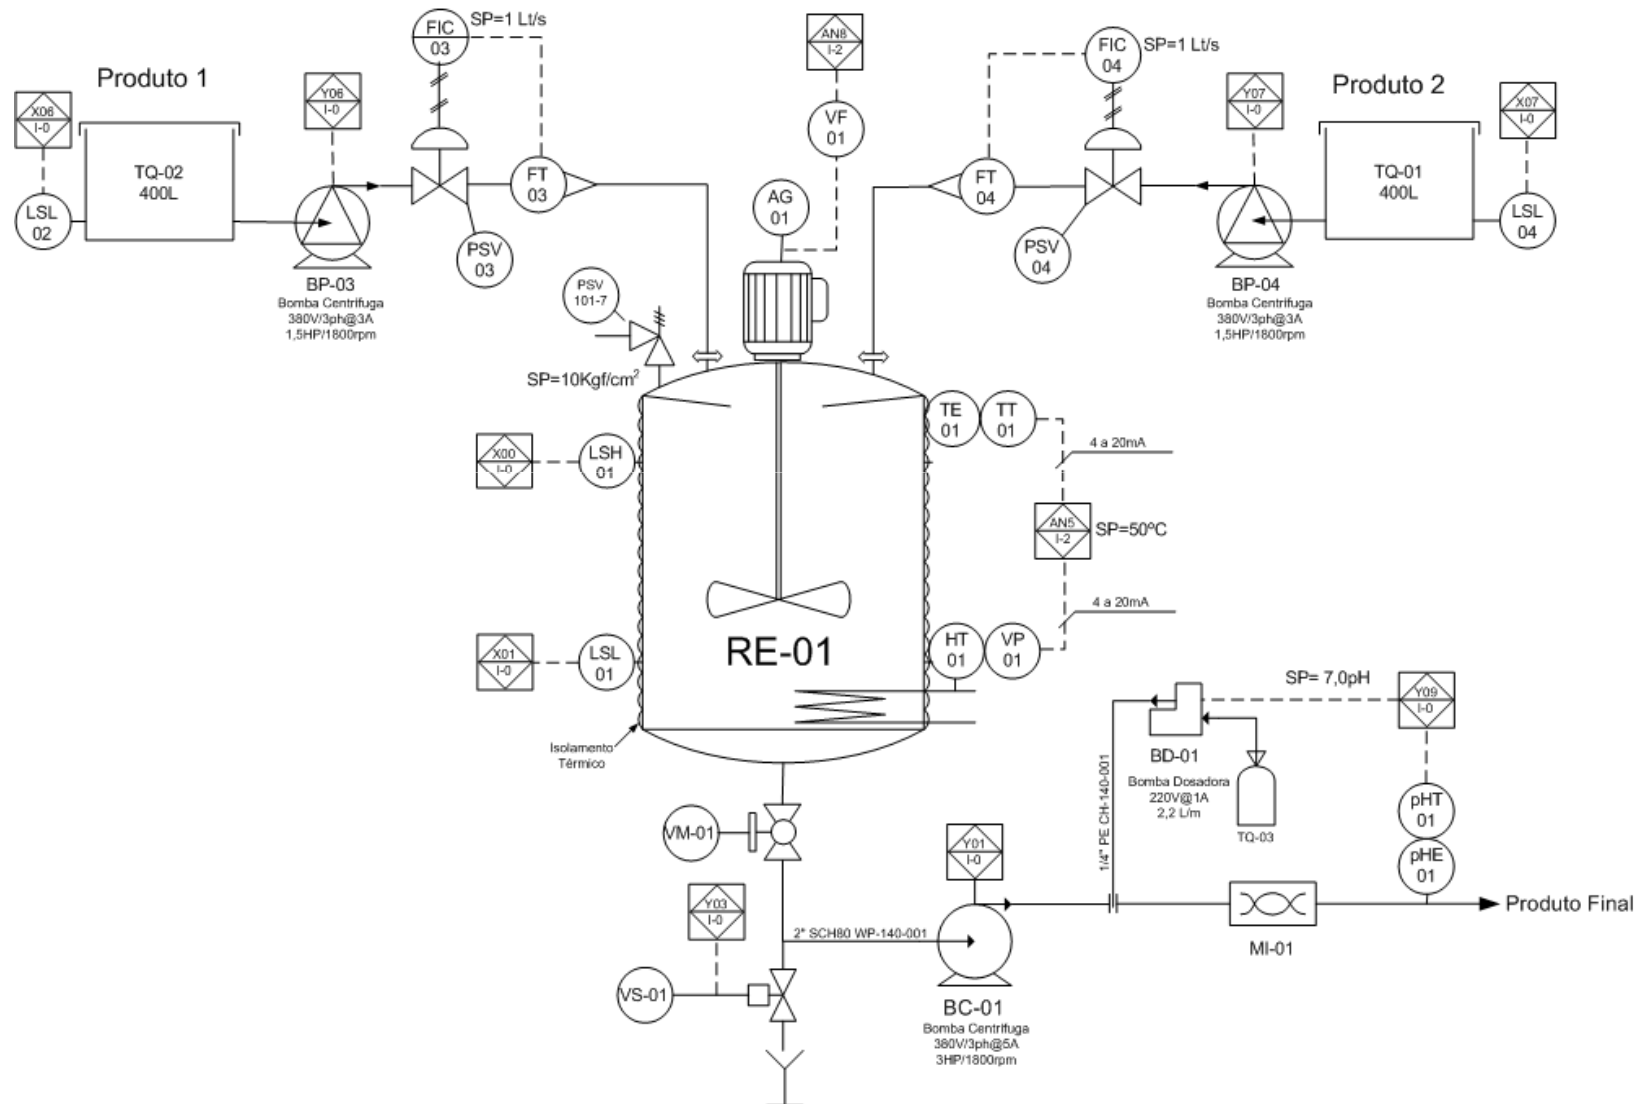 FIC
03
SP=1 Lt/s
AN8
I-2
FIC
04
SP=1 Lt/s
Produto 1
Produto 2
X06
I-0
Y06
I-0
VF
01
Y07
I-0
X07
I-0
TQ-02
400L
FT
03
AG
01
FT
04
TQ-01
400L
LSL
02
LSL
04
PSV
03
PSV
04
BP-03
Bomba Centrífuga
380V/3ph@3A
1,5HP/1800rpm
PSV
101-7
BP-04
Bomba Centrífuga
380V/3ph@3A
1,5HP/1800rpm
SP=10Kgf/cm²
TE
01
TT
01
4 a 20mA
X00
I-0
LSH
01
AN5
I-2
SP=50ºC
4 a 20mA
X01
I-0
LSL
01
RE-01
HT
01
VP
01
SP= 7,0pH
Y09
I-0
Isolamento
Térmico
BD-01
Bomba Dosadora
220V@1A
2,2 L/m
TQ-03
1/4" PE CH-140-001
pHT
01
pHE
01
VM-01
Y01
I-0
Y03
I-0
2" SCH80 WP-140-001
MI-01
Produto Final
VS-01
BC-01
Bomba Centrífuga
380V/3ph@5A
3HP/1800rpm